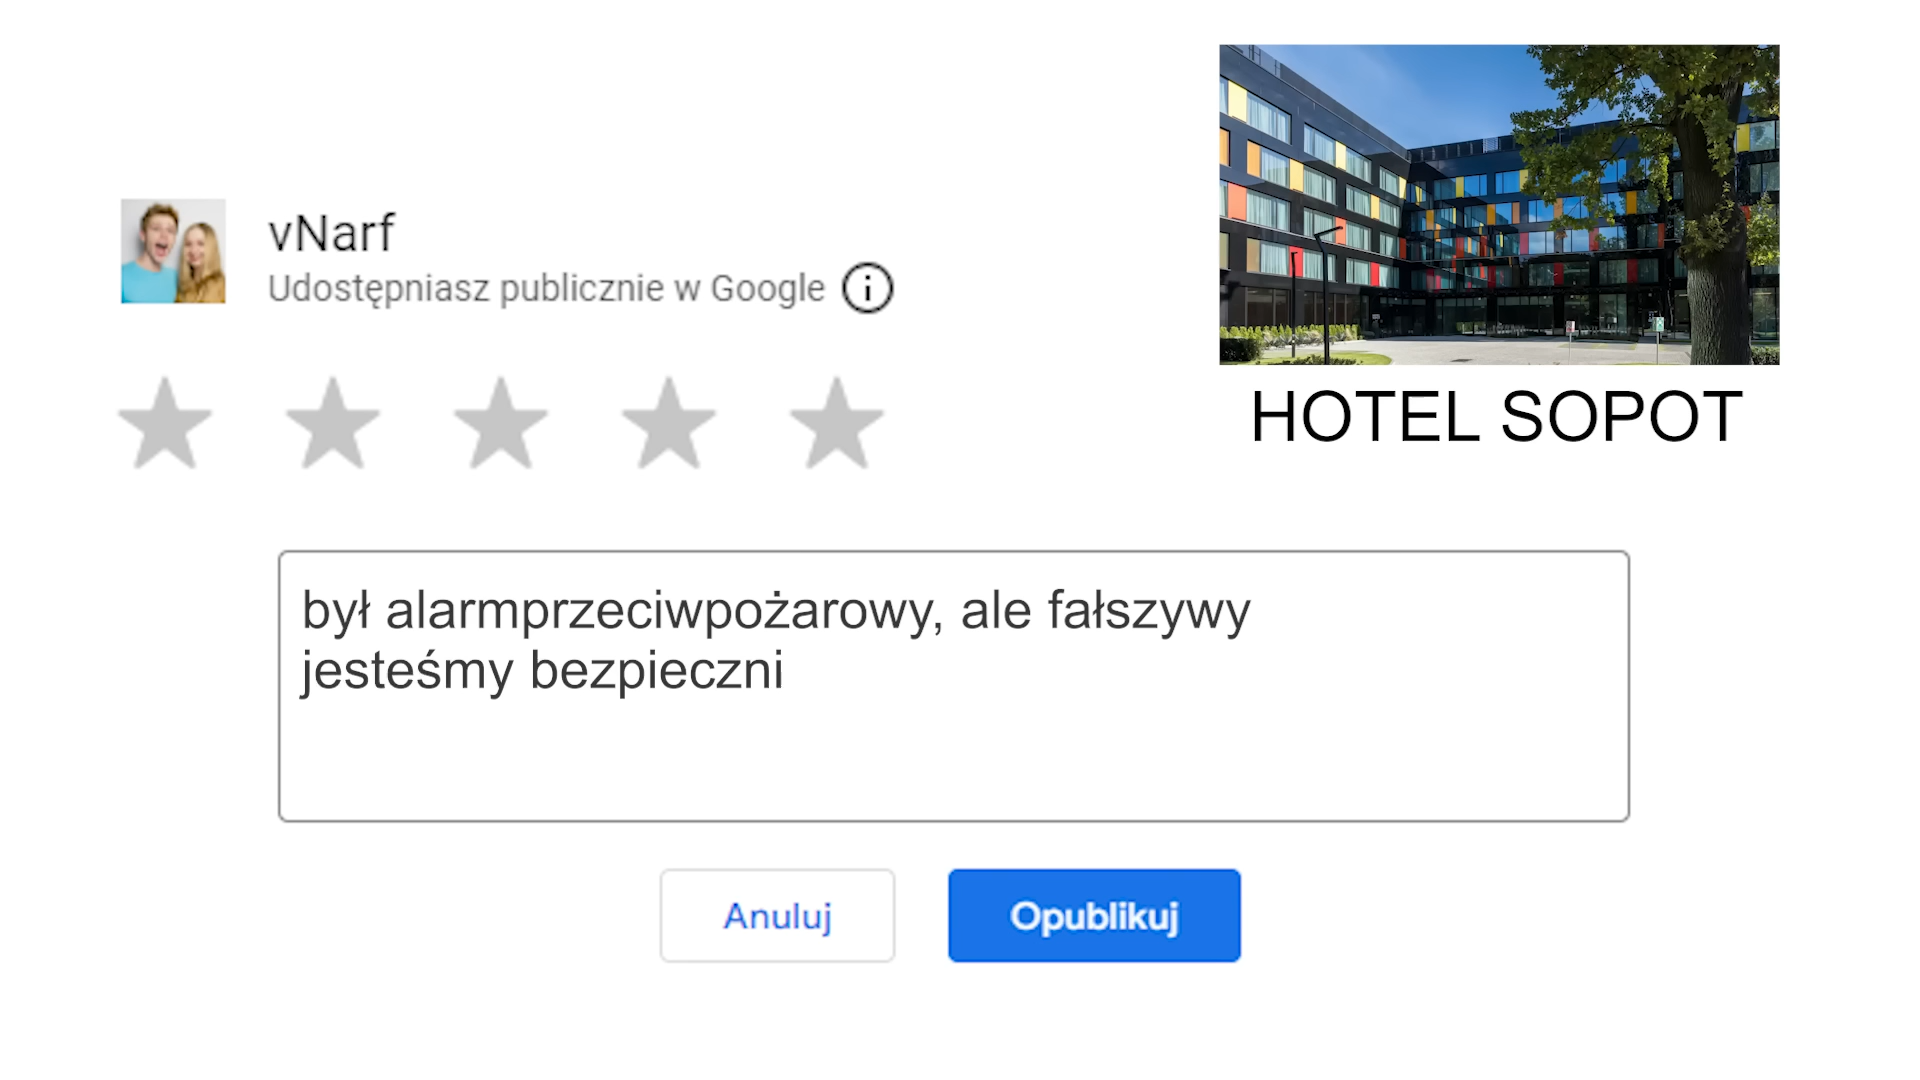 vNarf
Udostępniasz publicznie w Google
HOTEL SOPOT
był alarmprzeciwpożarowy, ale fałszywy
jesteśmy bezpieczni
Anuluj
Opublikuj